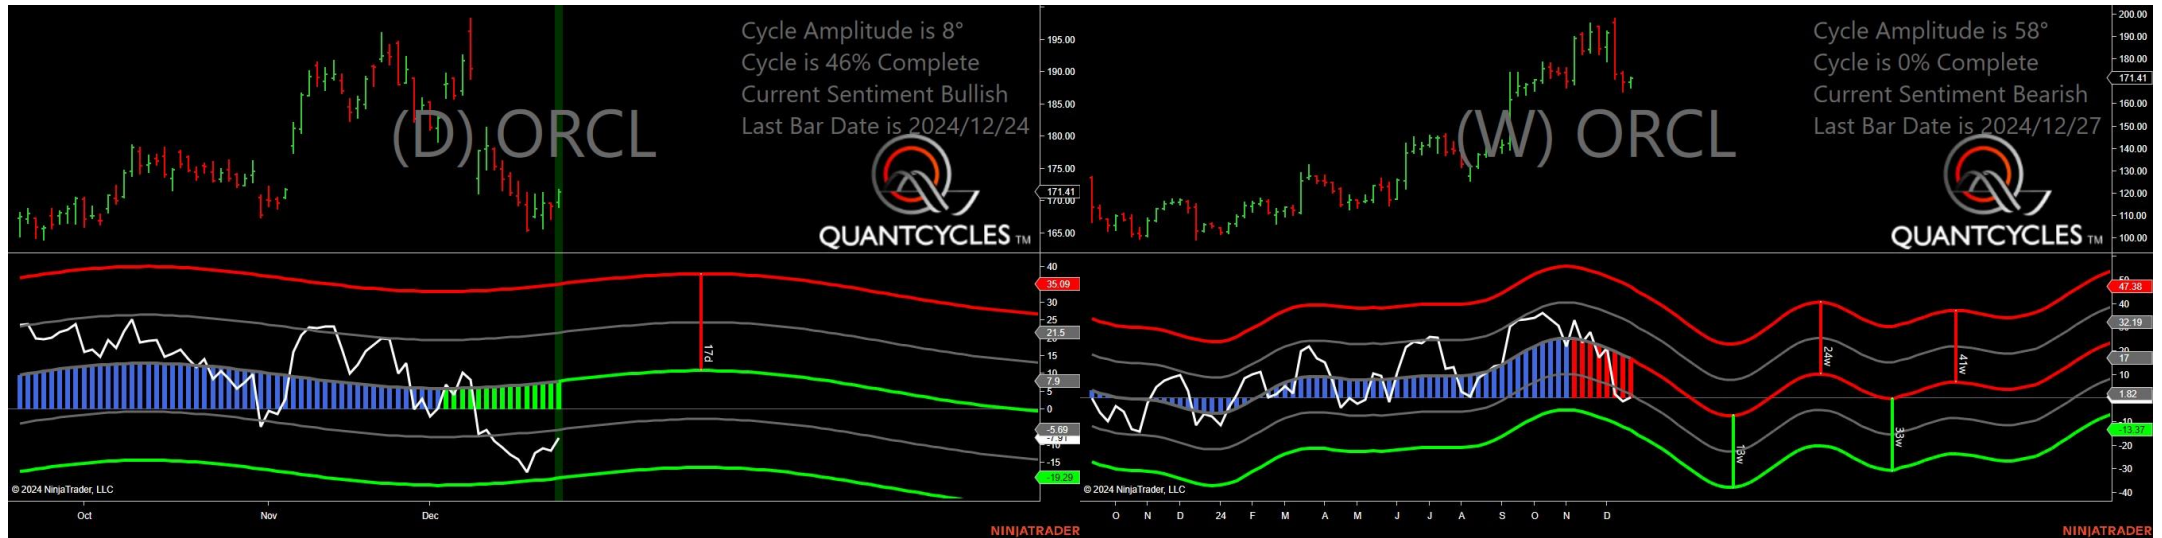 Cycle Amplitude is 8°
Cycle is 46% Complete
Current Sentiment Bullish
Last Bar Date is 2024/12/24
(D) ORCL
QUANTCYCLES TM
195.00
190.00
185.00
180.00
175.00
171.41
170.00
165.00
40
35.09
30
25
21.5
20
15
10
7.9
5
0
-5.69
-7.91
-10
-15
-19.29
17d
© 2024 NinjaTrader, LLC
Oct Nov Dec
NINJATRADER
Cycle Amplitude is 58°
Cycle is 0% Complete
Current Sentiment Bearish
Last Bar Date is 2024/12/27
(W) ORCL
QUANTCYCLES TM
200.00
190.00
180.00
171.41
160.00
150.00
140.00
130.00
120.00
110.00
100.00
50
47.38
40
32.19
20
17
10
1.82
-10
-13.37
-20
-30
-40
13w
24w
33w
41w
© 2024 NinjaTrader, LLC
O N D 24 F M A M J J A S O N D
NINJATRADER